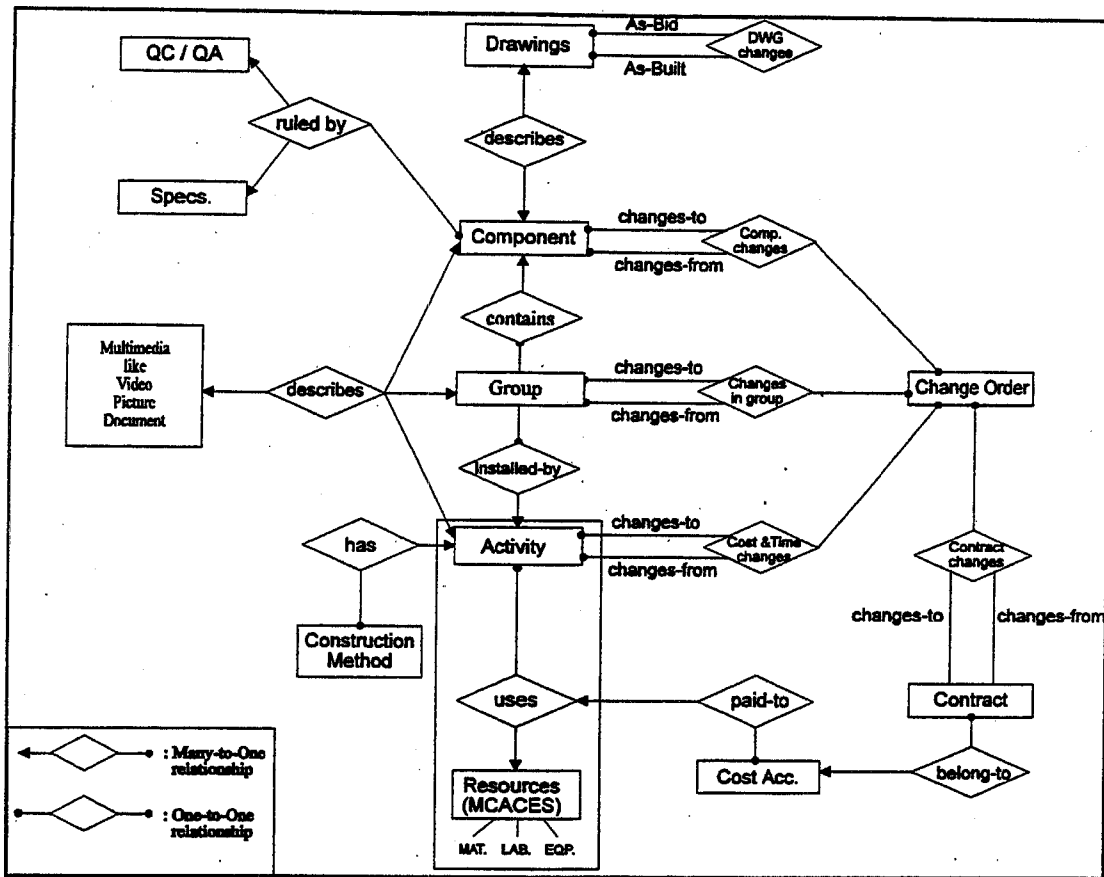 As-Bid
Drawings
DWG
changes
As-Built
QC / QA
ruled by
describes
Specs.
changes-to
Component
Comp.
changes
changes-from
contains
Multimedia
like
Video
Picture
Document
describes
changes-to
Group
Changes
in group
changes-from
Change Order
Installed-by
changes-to
has
Activity
Cost &Time
changes
changes-from
Contract
changes
changes-to
changes-from
Construction
Method
uses
paid-to
Contract
: Many-to-One
relationship
Resources
(MCACES)
Cost Acc.
belong-to
: One-to-One
relationship
MAT.
LAB.
EQP.